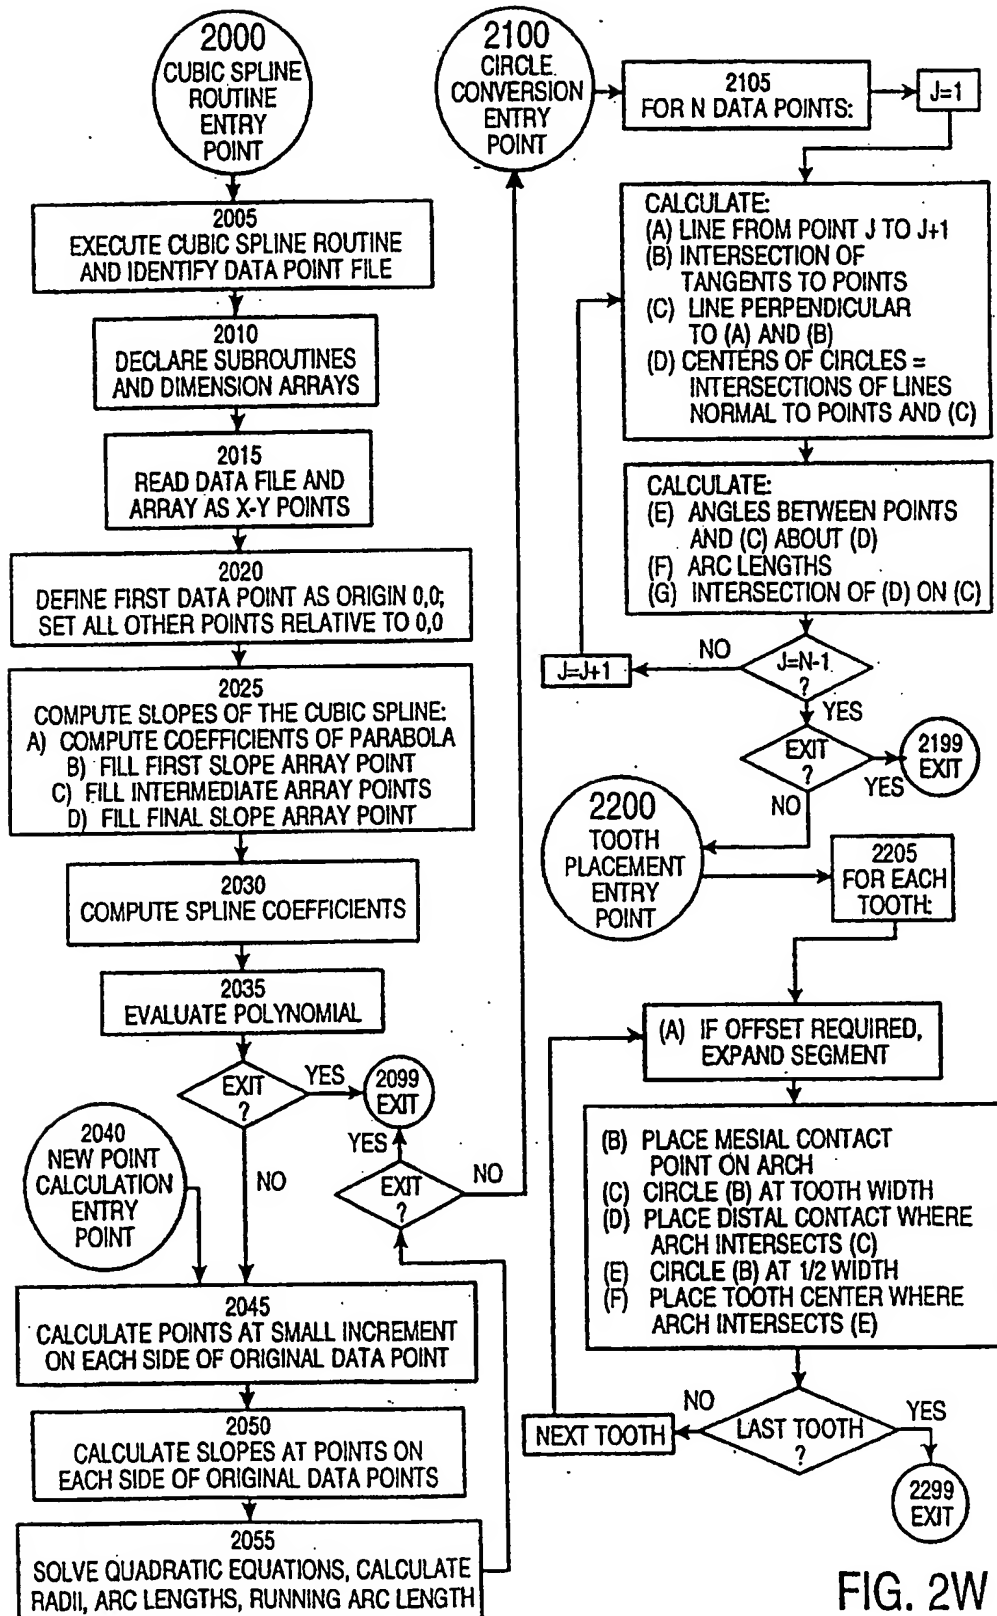 2000
CUBIC SPLINE
ROUTINE
ENTRY
POINT
2005
EXECUTE CUBIC SPLINE ROUTINE
AND IDENTIFY DATA POINT FILE
2010
DECLARE SUBROUTINES
AND DIMENSION ARRAYS
2015
READ DATA FILE AND
ARRAY AS X-Y POINTS
2020
DEFINE FIRST DATA POINT AS ORIGIN 0,0;
SET ALL OTHER POINTS RELATIVE TO 0,0
2025
COMPUTE SLOPES OF THE CUBIC SPLINE:
A) COMPUTE COEFFICIENTS OF PARABOLA
B) FILL FIRST SLOPE ARRAY POINT
C) FILL INTERMEDIATE ARRAY POINTS
D) FILL FINAL SLOPE ARRAY POINT
2030
COMPUTE SPLINE COEFFICIENTS
2035
EVALUATE POLYNOMIAL
EXIT
?
YES
2099
EXIT
NO
2040
NEW POINT
CALCULATION
ENTRY
POINT
YES
EXIT
?
NO
2045
CALCULATE POINTS AT SMALL INCREMENT
ON EACH SIDE OF ORIGINAL DATA POINT
2050
CALCULATE SLOPES AT POINTS ON
EACH SIDE OF ORIGINAL DATA POINTS
2055
SOLVE QUADRATIC EQUATIONS, CALCULATE
RADII, ARC LENGTHS, RUNNING ARC LENGTH
2100
CIRCLE
CONVERSION
ENTRY
POINT
2105
FOR N DATA POINTS:
J=1
CALCULATE:
(A) LINE FROM POINT J TO J+1
(B) INTERSECTION OF
TANGENTS TO POINTS
(C) LINE PERPENDICULAR
TO (A) AND (B)
(D) CENTERS OF CIRCLES =
INTERSECTIONS OF LINES
NORMAL TO POINTS AND (C)
CALCULATE:
(E) ANGLES BETWEEN POINTS
AND (C) ABOUT (D)
(F) ARC LENGTHS
(G) INTERSECTION OF (D) ON (C)
J=N-1
?
NO
J=J+1
YES
EXIT
?
YES
2199
EXIT
NO
2200
TOOTH
PLACEMENT
ENTRY
POINT
2205
FOR EACH
TOOTH:
(A) IF OFFSET REQUIRED,
EXPAND SEGMENT
(B) PLACE MESIAL CONTACT
POINT ON ARCH
(C) CIRCLE (B) AT TOOTH WIDTH
(D) PLACE DISTAL CONTACT WHERE
ARCH INTERSECTS (C)
(E) CIRCLE (B) AT 1/2 WIDTH
(F) PLACE TOOTH CENTER WHERE
ARCH INTERSECTS (E)
LAST TOOTH
?
NO
NEXT TOOTH
YES
2299
EXIT
FIG. 2W